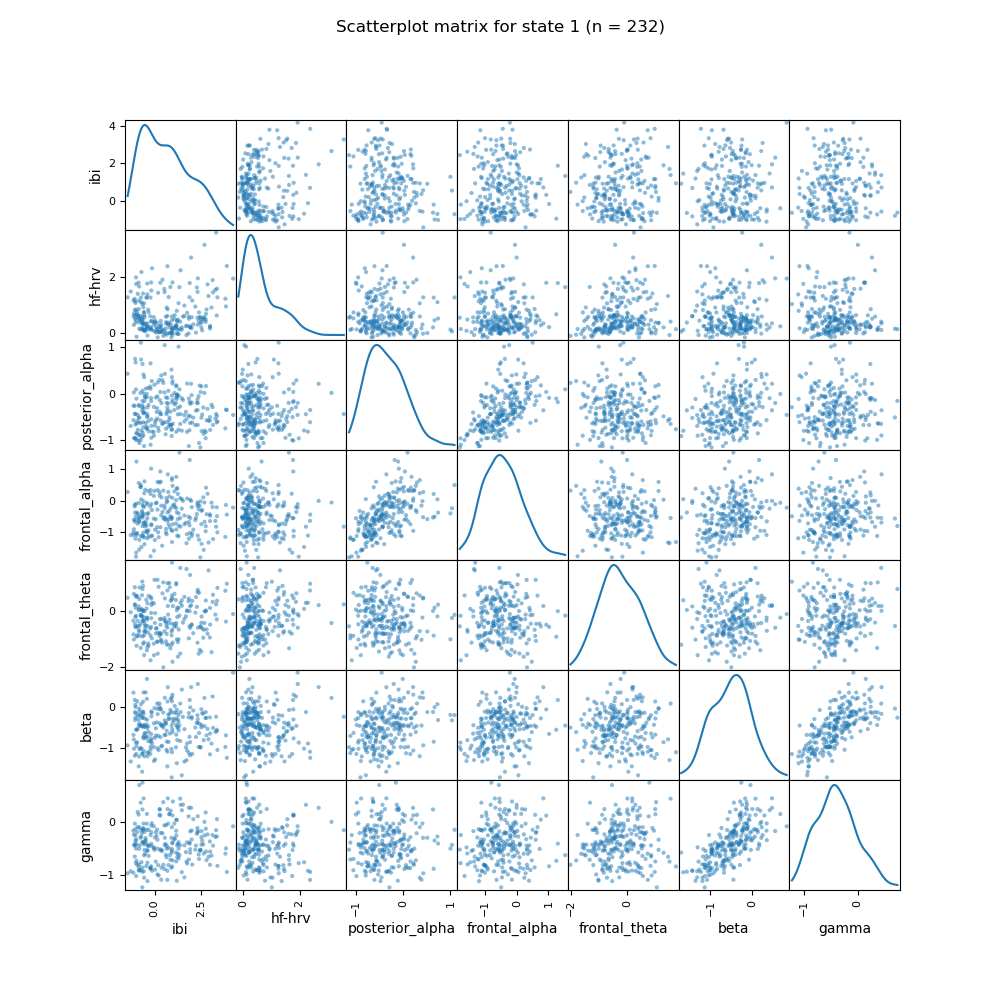 Scatterplot matrix for state 1 (n = 232)
4
2
0
ibi
2
0
hf-hrv
1
0
−1
posterior_alpha
1
0
−1
frontal_alpha
0
−2
frontal_theta
0
−1
beta
0
−1
gamma
0.0 2.5 0 2 −1 0 1 −1 0 1 −2 0 −1 0 −1 0
ibi hf-hrv posterior_alpha frontal_alpha frontal_theta beta gamma